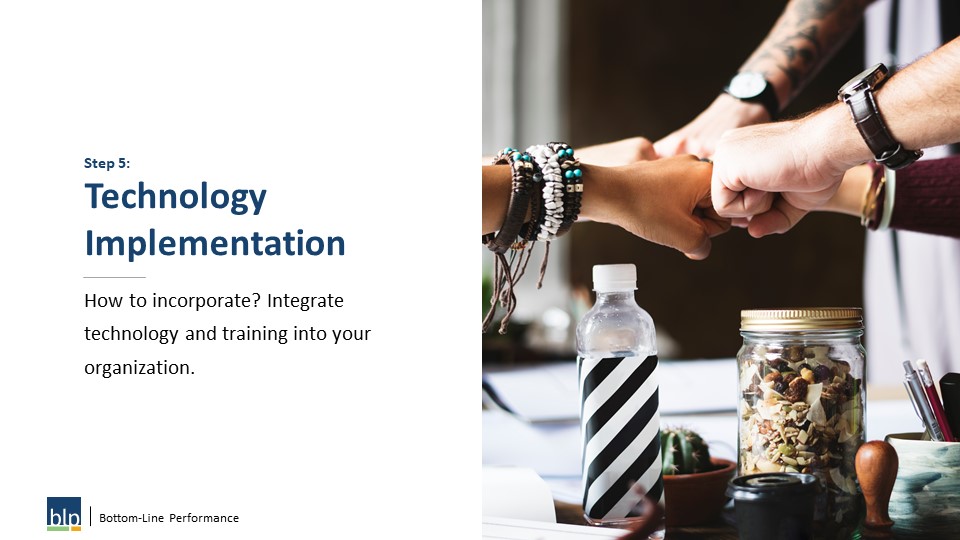 Step 5:
Technology
Implementation
How to incorporate? Integrate
technology and training into your
organization.
blp
Bottom-Line Performance